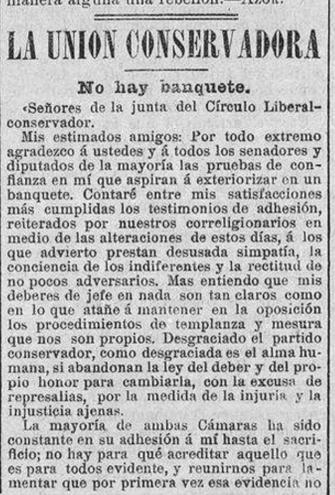 manera alguna una rebelión.—Azor.
LA UNION CONSERVADORA
No hay banquete.
«Señores de la junta del Círculo Liberal-
conservador.
Mis estimados amigos: Por todo extremo
agradezco á ustedes y á todos los senadores y
diputados de la mayoría las pruebas de con-
fianza en mí que aspiran á exteriorizar en un
banquete. Contaré entre mis satisfacciones
más cumplidas los testimonios de adhesión,
reiterados por nuestros correligionarios en
medio de las alteraciones de estos días, á los
que advierto prestan desusada simpatía, la
conciencia de los indiferentes y la rectitud de
no pocos adversarios. Mas entiendo que mis
deberes de jefe en nada son tan claros como
en lo que atañe á mantener en la oposición
los procedimientos de templanza y mesura
que nos son propios. Desgraciado el partido
conservador, como desgraciada es el alma hu-
mana, si abandonan la ley del deber y del pro-
pio honor para cambiarla, con la excusa de
represalias, por la medida de la injuria y la
injusticia ajenas.
La mayoría de ambas Cámaras ha sido
constante en su adhesión á mí hasta el sacri-
ficio; no hay para qué acreditar aquello que
es para todos evidente, y reunirnos para la-
mentar que por primera vez esa evidencia no